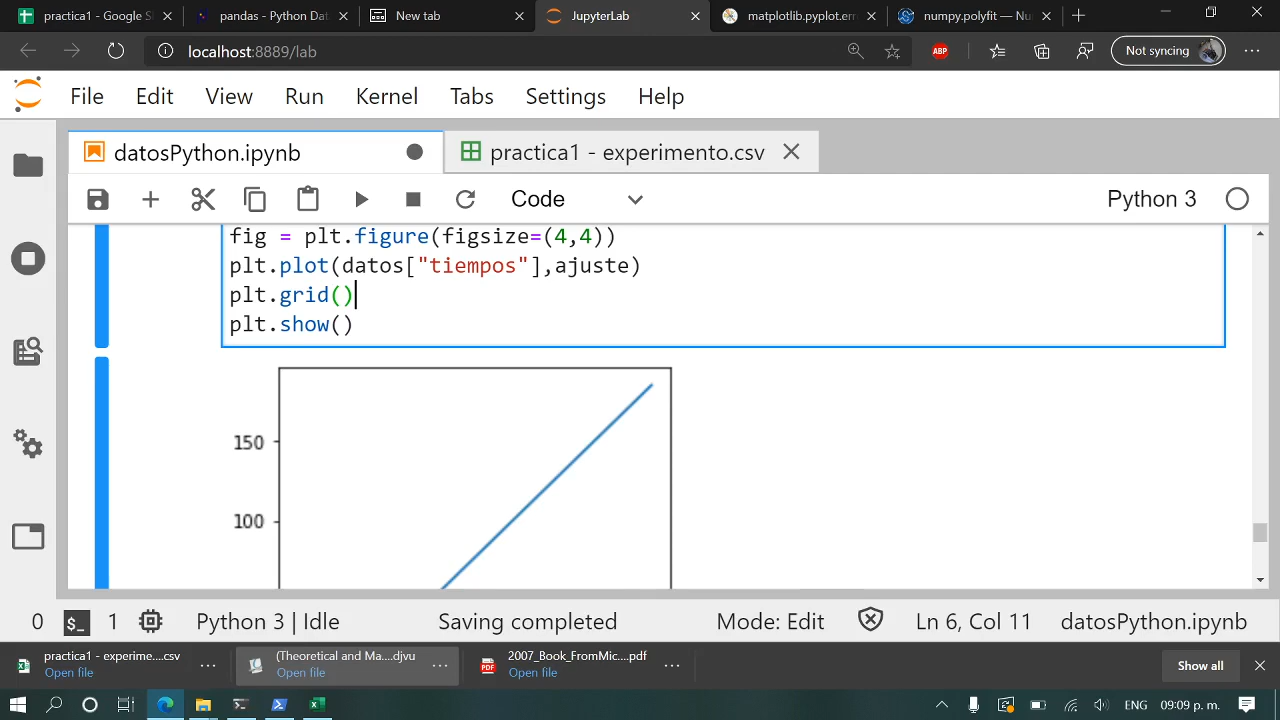 practica1 - Google S
pandas - Python Dat
New tab
JupyterLab
matplotlib.pyplot.err
numpy.polyfit — Nu
localhost:8889/lab
ABP
Not syncing
File Edit View Run Kernel Tabs Settings Help
datosPython.ipynb
practica1 - experimento.csv
Code
Python 3
fig = plt.figure(figsize=(4,4))
plt.plot(datos["tiempos"],ajuste)
plt.grid()
plt.show()
150
100
0 $_ 1 Python 3 | Idle Saving completed Mode: Edit Ln 6, Col 11 datosPython.ipynb
practica1 - experime....csv
Open file
(Theoretical and Ma....djvu
Open file
2007_Book_FromMic....pdf
Open file
PDF
Show all
ENG 09:09 p. m.